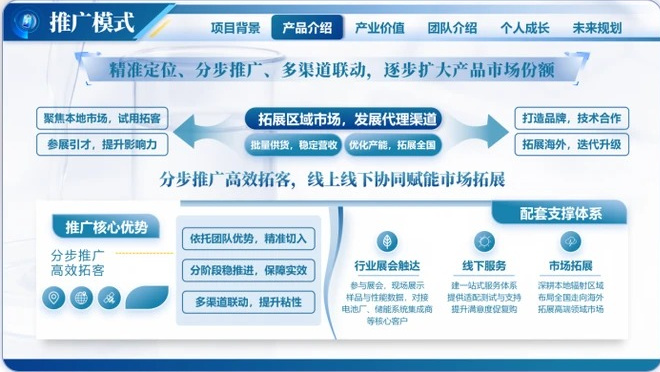 推广模式
项目背景
产品介绍
产业价值
团队介绍
个人成长
未来规划
精准定位、分步推广、多渠道联动，逐步扩大产品市场份额
聚焦本地市场，试用拓客
参展引才，提升影响力
拓展区域市场，发展代理渠道
批量供货，稳定营收
优化产能，拓展全国
打造品牌，技术合作
拓展海外，迭代升级
分步推广高效拓客，线上线下协同赋能市场拓展
推广核心优势
分步推广
高效拓客
依托团队优势，精准切入
分阶段稳推进，保障实效
多渠道联动，提升粘性
配套支撑体系
行业展会触达
参与展会，现场展示
样品与性能数据，对接
电池厂、储能系统集成商
等核心客户
线下服务
建一站式服务体系
提供适配测试与支持
提升满意度促复购
市场拓展
深耕本地辐射区域
布局全国走向海外
拓展高端领域市场